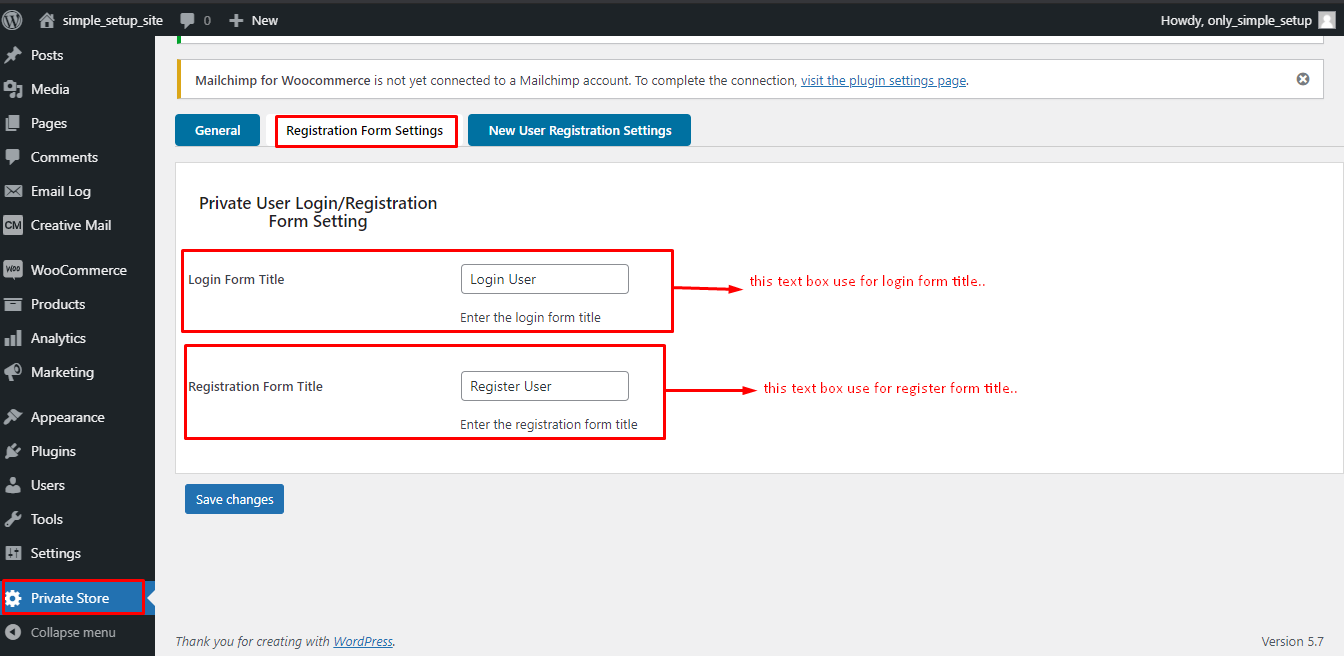 simple_setup_site 0 New Howdy, only_simple_setup
Posts
Media
Pages
Comments
Email Log
CM Creative Mail
Woo WooCommerce
Products
Analytics
Marketing
Appearance
Plugins
Users
Tools
Settings
Private Store
Collapse menu
Mailchimp for Woocommerce is not yet connected to a Mailchimp account. To complete the connection, visit the plugin settings page.
General Registration Form Settings New User Registration Settings
Private User Login/Registration
Form Setting
Login Form Title Login User this text box use for login form title..
Enter the login form title
Registration Form Title Register User this text box use for register form title..
Enter the registration form title
Save changes
Thank you for creating with WordPress. Version 5.7